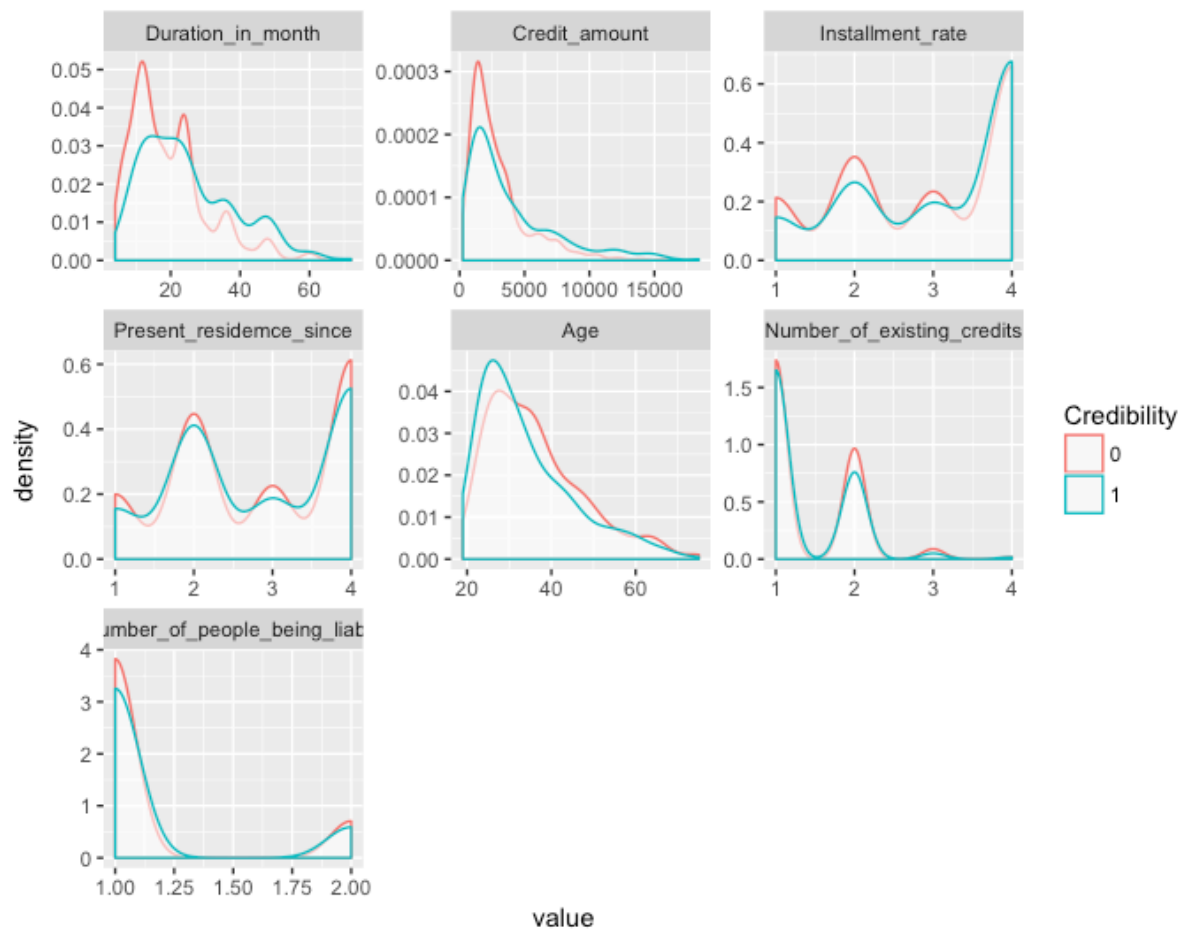 Duration_in_month
Credit_amount
Installment_rate
0.05
0.04
0.03
0.02
0.01
0.00
20 40 60
0.0003
0.0002
0.0001
0.0000
0 5000 10000 15000
0.6
0.4
0.2
0.0
1 2 3 4
Present_residemce_since
Age
Number_of_existing_credits
0.6
0.4
0.2
0.0
1 2 3 4
0.04
0.03
0.02
0.01
0.00
20 40 60
1.5
1.0
0.5
0.0
1 2 3 4
umber_of_people_being_liab
4
3
2
1
0
1.00 1.25 1.50 1.75 2.00
density
value
Credibility
0
1